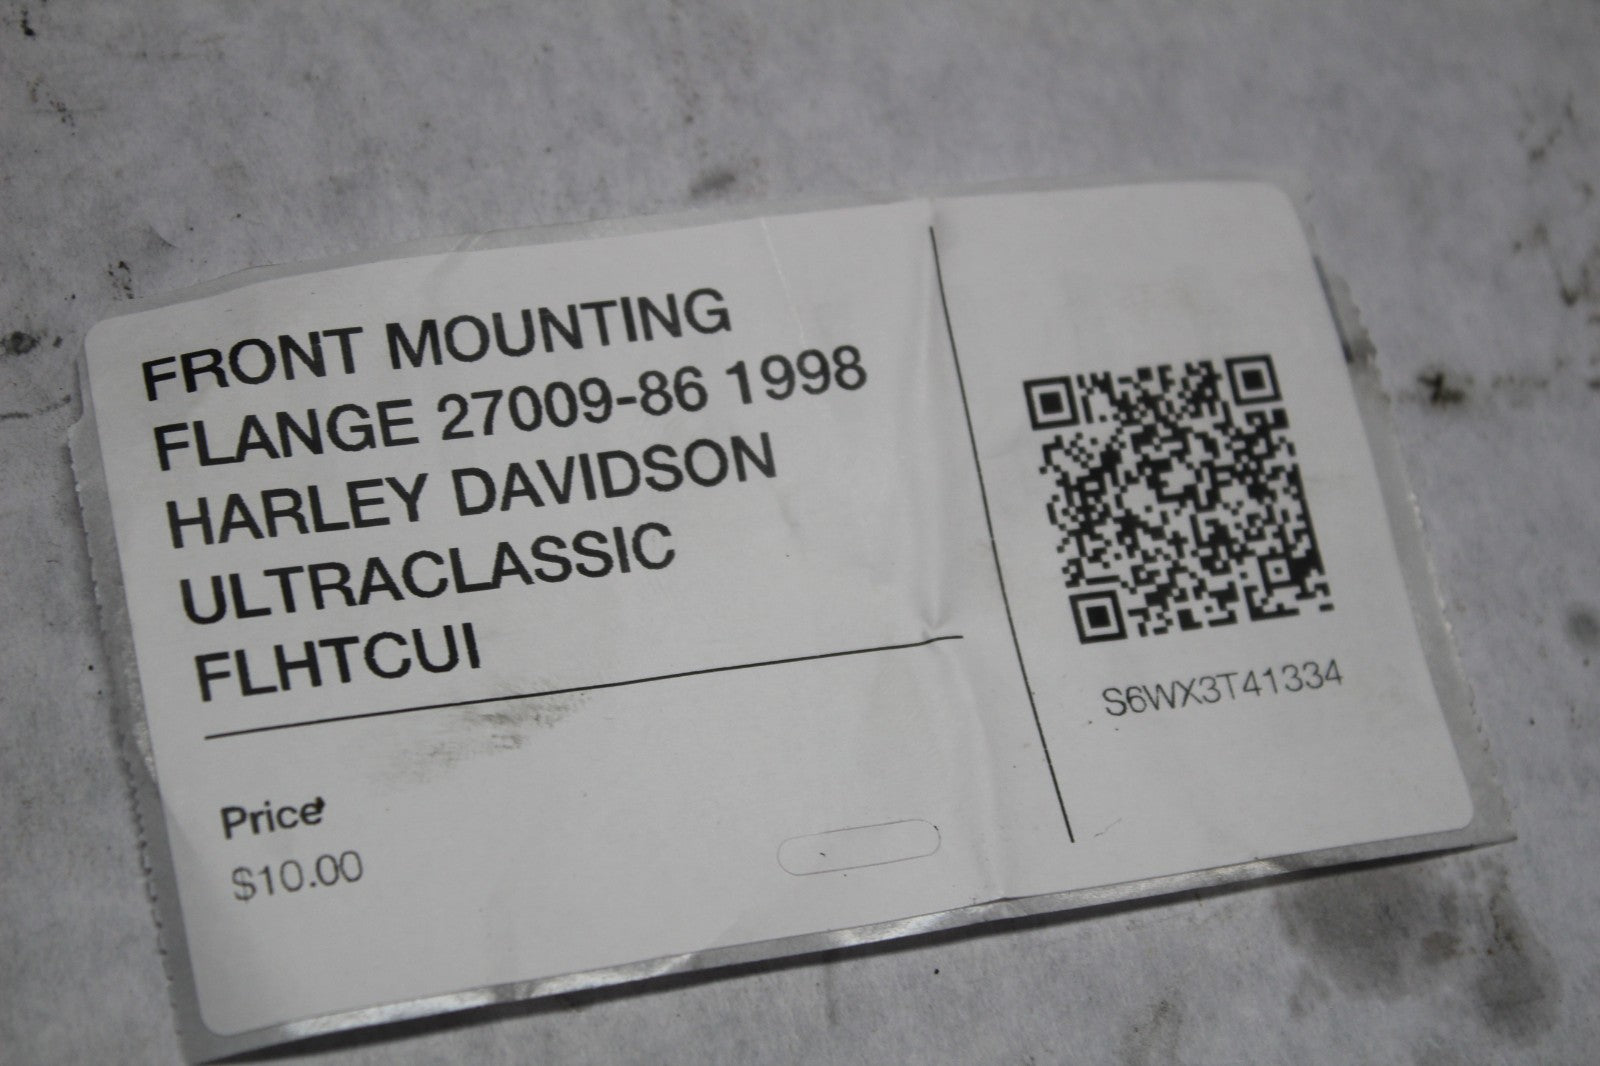 FRONT MOUNTING
FLANGE 27009-86 1998
HARLEY DAVIDSON
ULTRACLASSIC
FLHTCUI
Price
$10.00
S6WX3T41334